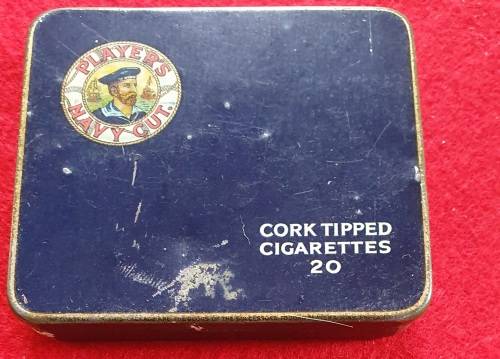 PLAYER'S
NAVY CUT.
CORK TIPPED
CIGARETTES
20